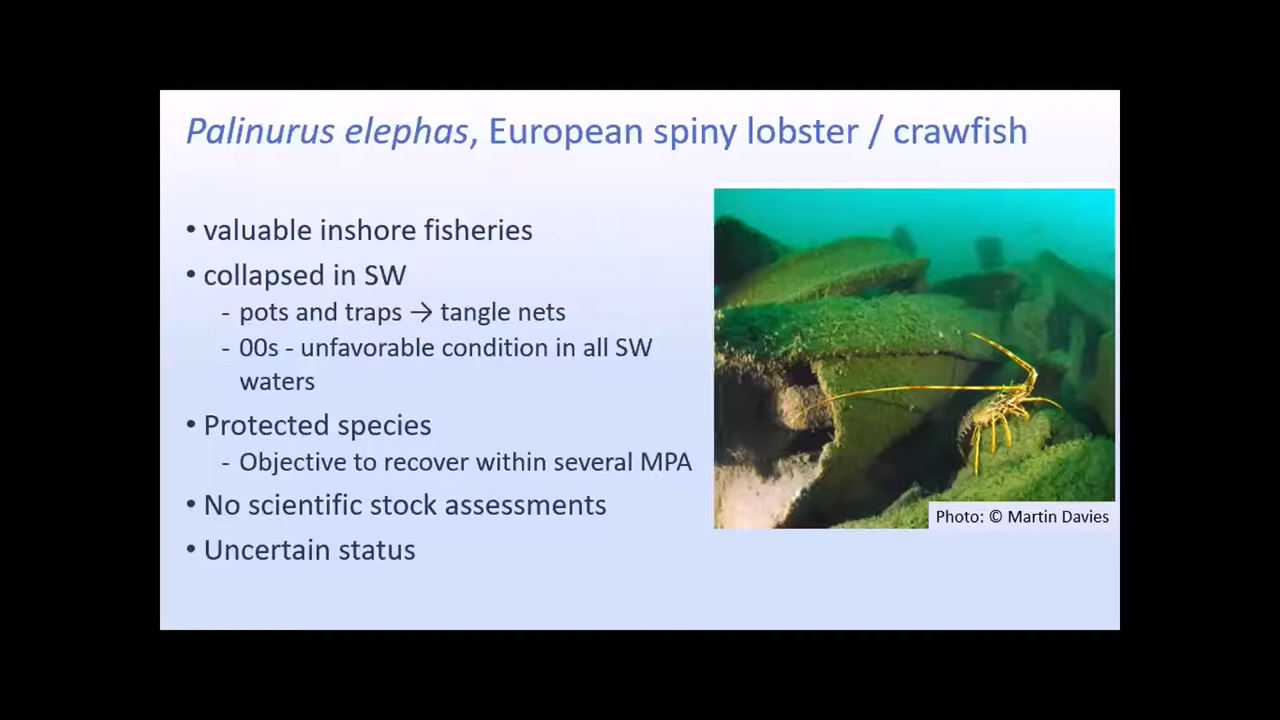 Palinurus elephas, European spiny lobster / crawfish
• valuable inshore fisheries
• collapsed in SW
- pots and traps → tangle nets
- 00s - unfavorable condition in all SW
waters
• Protected species
- Objective to recover within several MPA
• No scientific stock assessments
• Uncertain status
Photo: © Martin Davies